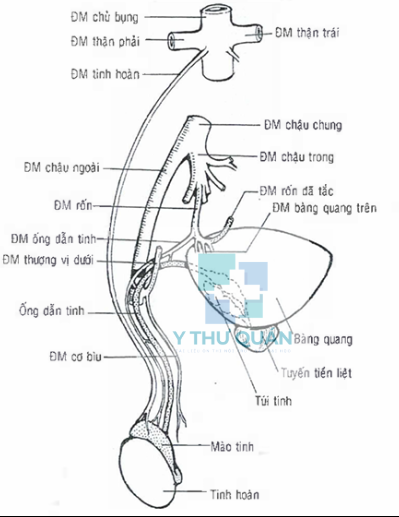 ĐM chủ bụng
ĐM thận phải
ĐM thận trái
ĐM tinh hoàn
ĐM chậu chung
ĐM chậu ngoài
ĐM chậu trong
ĐM rốn
ĐM rốn đã tắc
ĐM bàng quang trên
ĐM ống dẫn tinh
ĐM thượng vị dưới
Ống dẫn tinh
Y THƯ QUÁN
Bàng quang
ĐM cơ bìu
Tuyến tiền liệt
Túi tinh
Mào tinh
Tinh hoàn